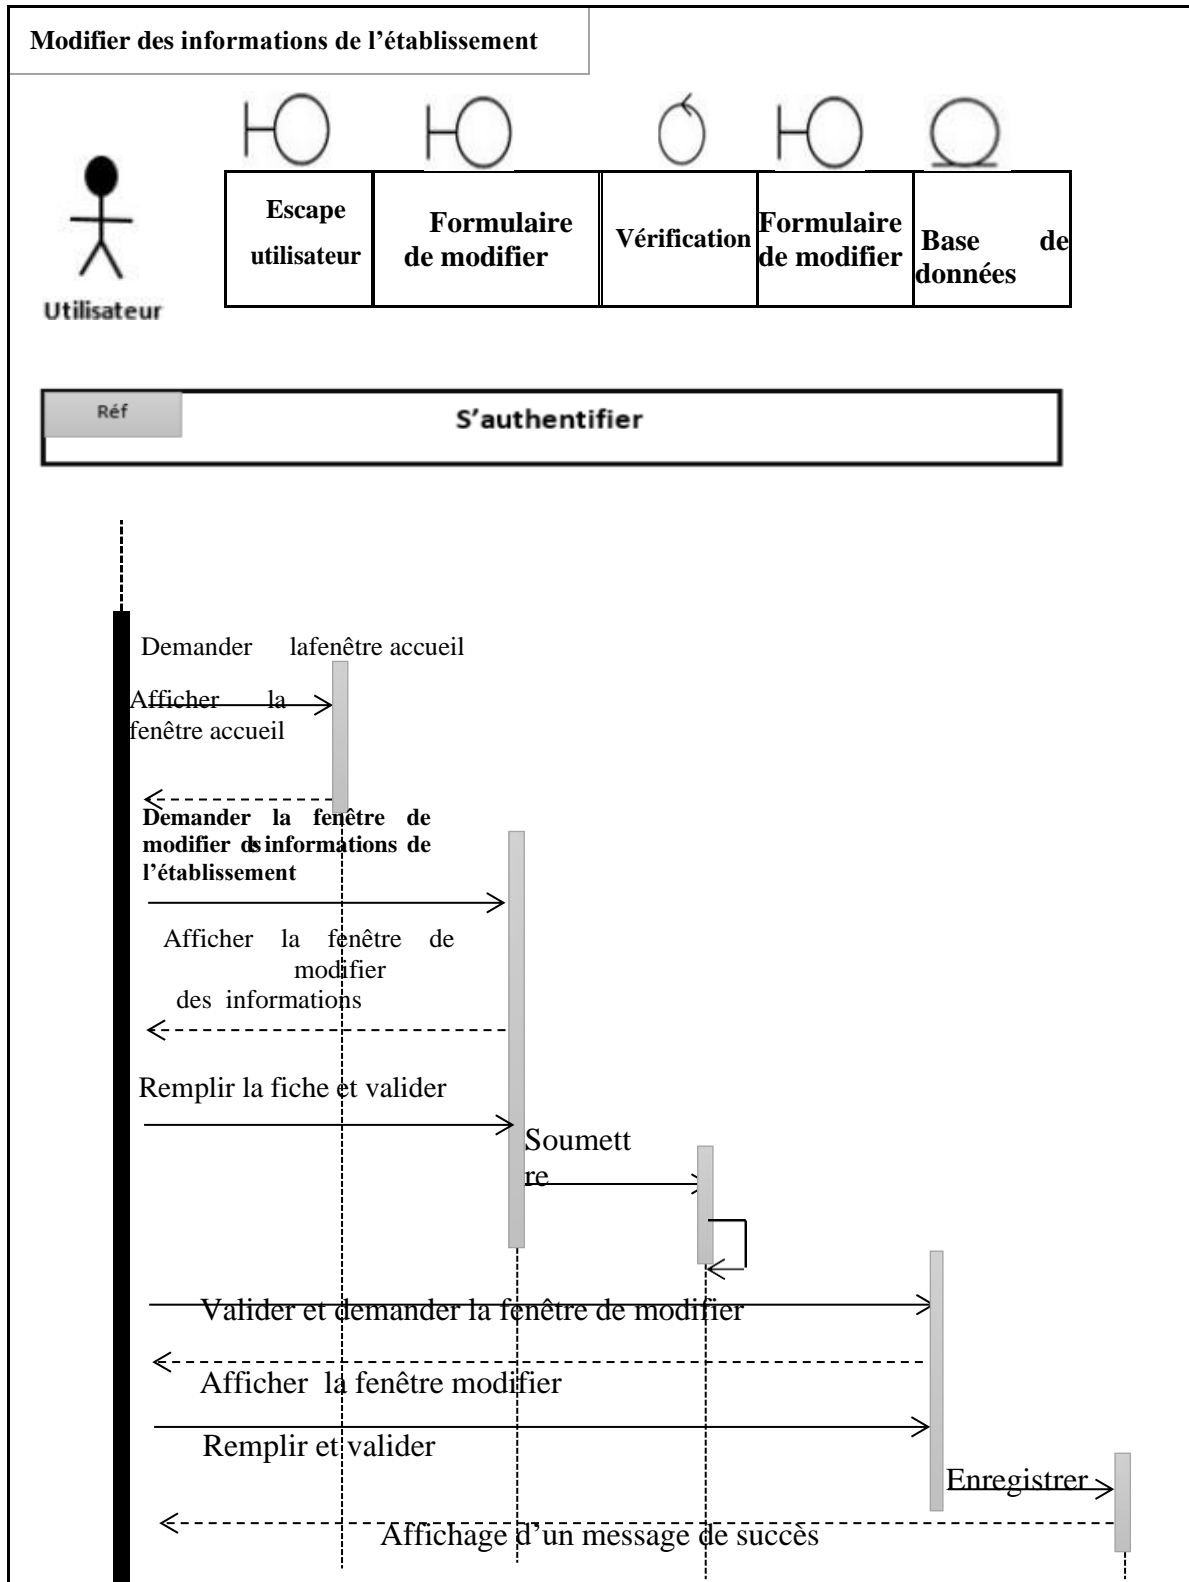 Modifier des informations de l’établissement
Escape
utilisateur
Formulaire
de modifier
Vérification
Formulaire
de modifier
Base de
données
Utilisateur
Réf
S’authentifier
Demander lafenêtre accueil
Afficher la
fenêtre accueil
Demander la fenêtre de
modifier ds informations de
l’établissement
Afficher la fenêtre de
modifier
des informations
Remplir la fiche et valider
Soumett
re
Valider et demander la fenêtre de modifier
Afficher la fenêtre modifier
Remplir et valider
Enregistrer
Affichage d’un message de succès